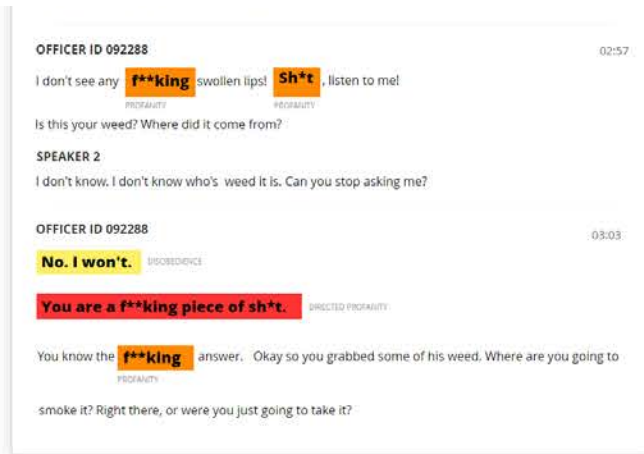 OFFICER ID 092288 02:57
I don't see any f**king swollen lips! Sh*t , listen to me!
PROFANITY PROFANITY
Is this your weed? Where did it come from?
SPEAKER 2
I don't know. I don't know who's weed it is. Can you stop asking me?
OFFICER ID 092288 03:03
No. I won't. DISOBEDIENCE
You are a f**king piece of sh*t. DIRECTED PROFANITY
You know the f**king answer. Okay so you grabbed some of his weed. Where are you going to
PROFANITY
smoke it? Right there, or were you just going to take it?